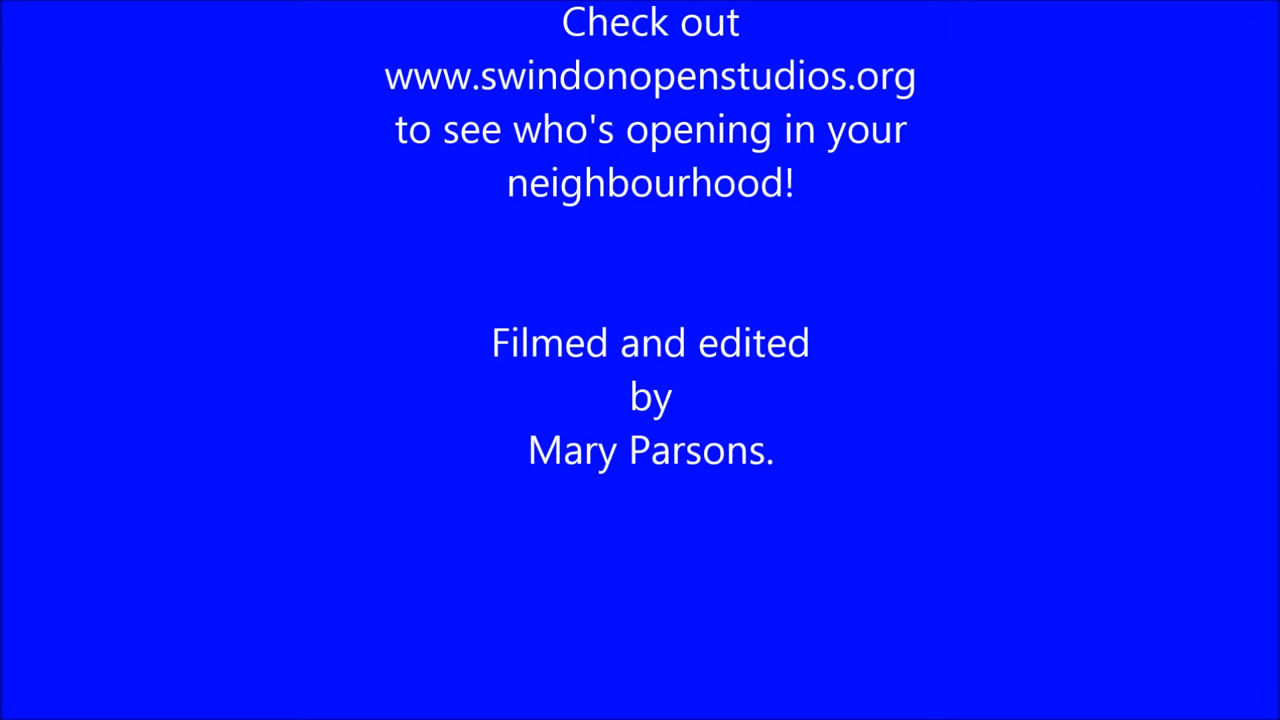 Check out
www.swindonopenstudios.org
to see who's opening in your
neighbourhood!
Filmed and edited
by
Mary Parsons.